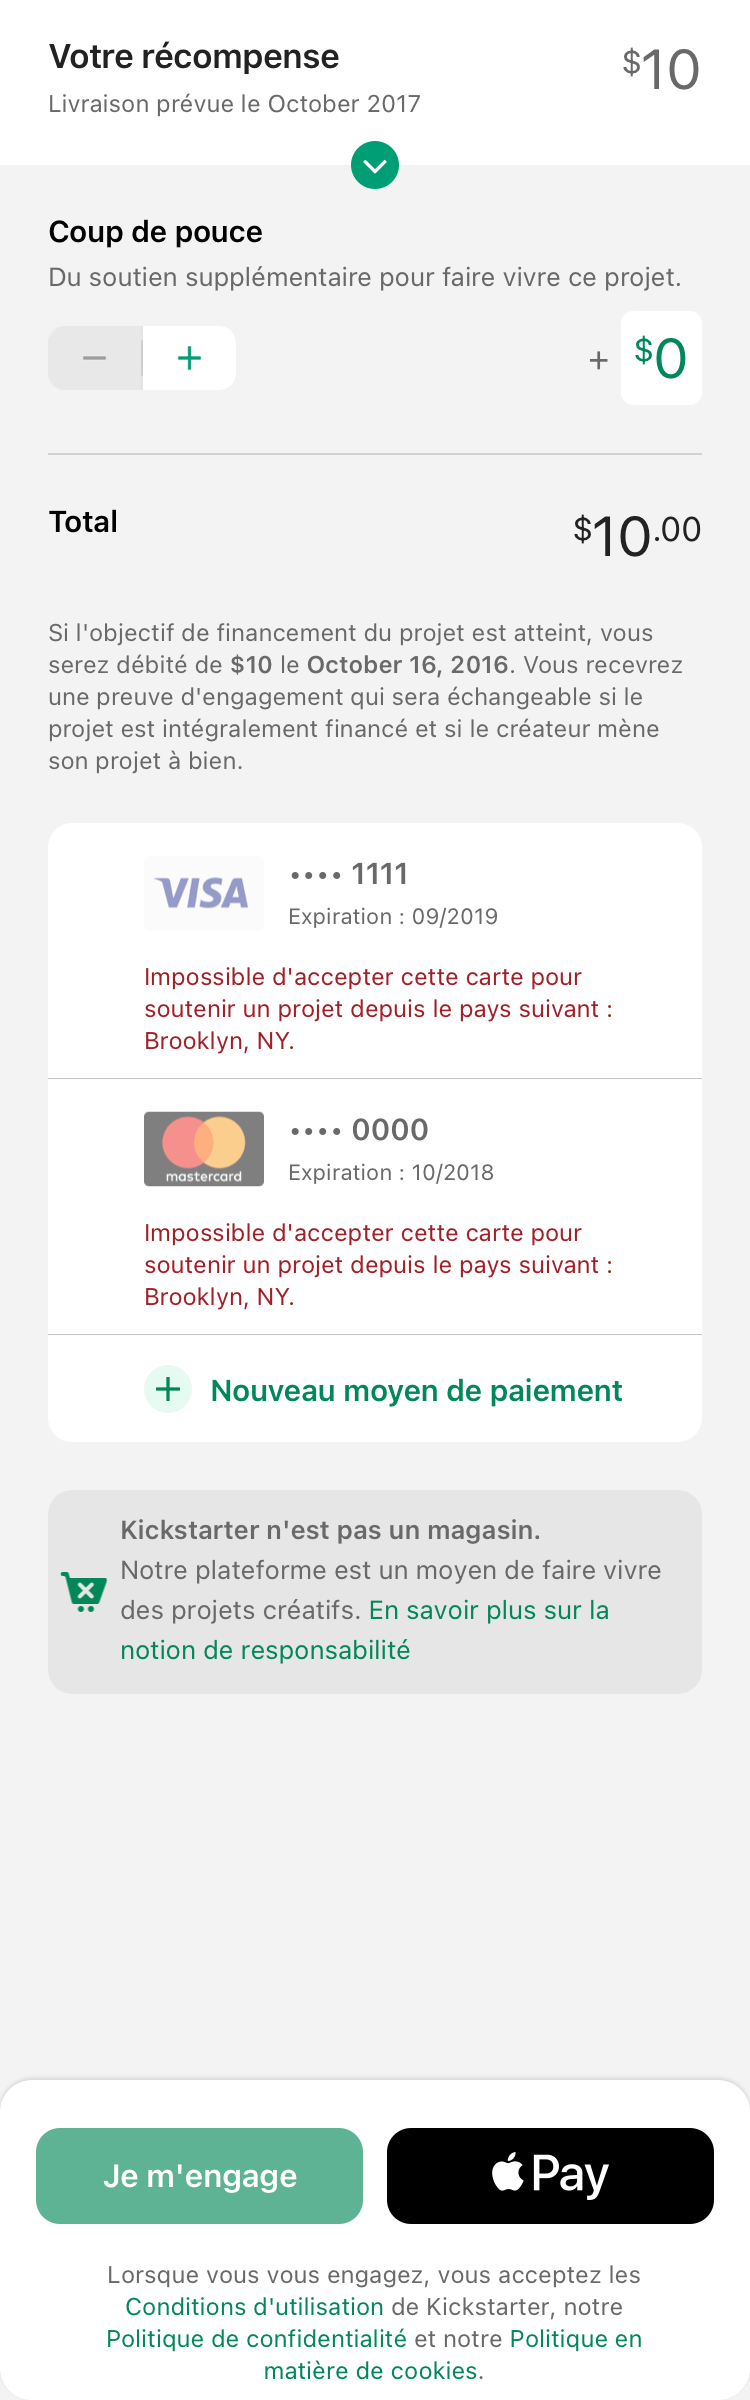 Votre récompense
$10
Livraison prévue le October 2017
Coup de pouce
Du soutien supplémentaire pour faire vivre ce projet.
− +
+ $0
Total
$10.00
Si l'objectif de financement du projet est atteint, vous
serez débité de $10 le October 16, 2016. Vous recevrez
une preuve d'engagement qui sera échangeable si le
projet est intégralement financé et si le créateur mène
son projet à bien.
VISA
•••• 1111
Expiration : 09/2019
Impossible d'accepter cette carte pour
soutenir un projet depuis le pays suivant :
Brooklyn, NY.
mastercard
•••• 0000
Expiration : 10/2018
Impossible d'accepter cette carte pour
soutenir un projet depuis le pays suivant :
Brooklyn, NY.
+ Nouveau moyen de paiement
Kickstarter n'est pas un magasin.
Notre plateforme est un moyen de faire vivre
des projets créatifs. En savoir plus sur la
notion de responsabilité
Je m'engage
Pay
Lorsque vous vous engagez, vous acceptez les
Conditions d'utilisation de Kickstarter, notre
Politique de confidentialité et notre Politique en
matière de cookies.